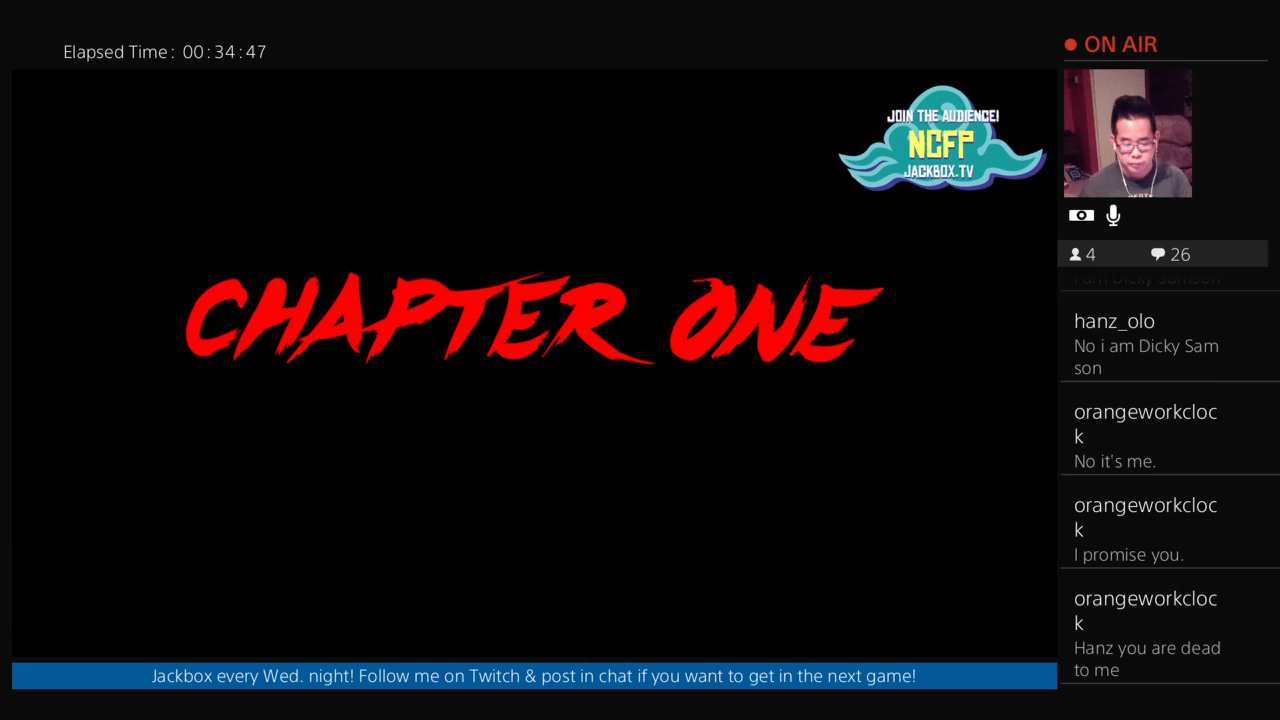 Elapsed Time: 00:34:47
ON AIR
JOIN THE AUDIENCE!
NCFP
JACKBOX.TV
CHAPTER ONE
4 26
I am Dicky Samson
hanz_olo
No i am Dicky Sam
son
orangeworkcloc
k
No it's me.
orangeworkcloc
k
I promise you.
orangeworkcloc
k
Hanz you are dead
to me
Jackbox every Wed. night! Follow me on Twitch & post in chat if you want to get in the next game!